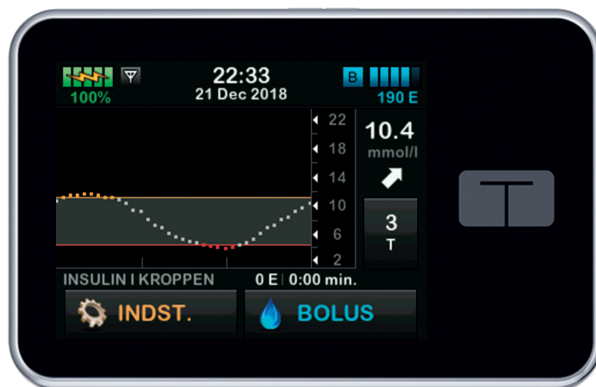 22:33
B
100%
21 Dec 2018
190 E
22
10.4
18
mmol/l
14
10
3
T
6
2
INSULIN I KROPPEN 0 E | 0:00 min.
INDST.
BOLUS
T